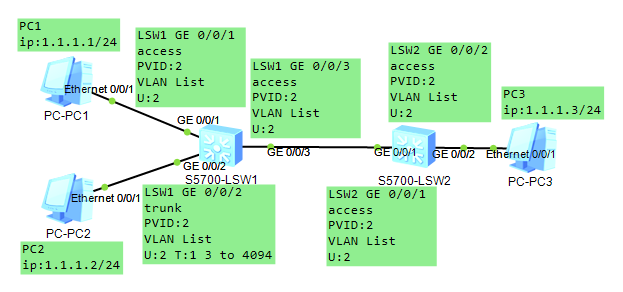 PC1
ip:1.1.1.1/24
LSW1 GE 0/0/1
access
PVID:2
VLAN List
U:2
LSW1 GE 0/0/3
access
PVID:2
VLAN List
U:2
LSW2 GE 0/0/2
access
PVID:2
VLAN List
U:2
PC3
ip:1.1.1.3/24
Ethernet 0/0/1
PC-PC1
GE 0/0/1
GE 0/0/3
GE 0/0/1
GE 0/0/2
Ethernet 0/0/1
GE 0/0/2
S5700-LSW1
S5700-LSW2
PC-PC3
Ethernet 0/0/1
PC-PC2
LSW1 GE 0/0/2
trunk
PVID:2
VLAN List
U:2 T:1 3 to 4094
LSW2 GE 0/0/1
access
PVID:2
VLAN List
U:2
PC2
ip:1.1.1.2/24